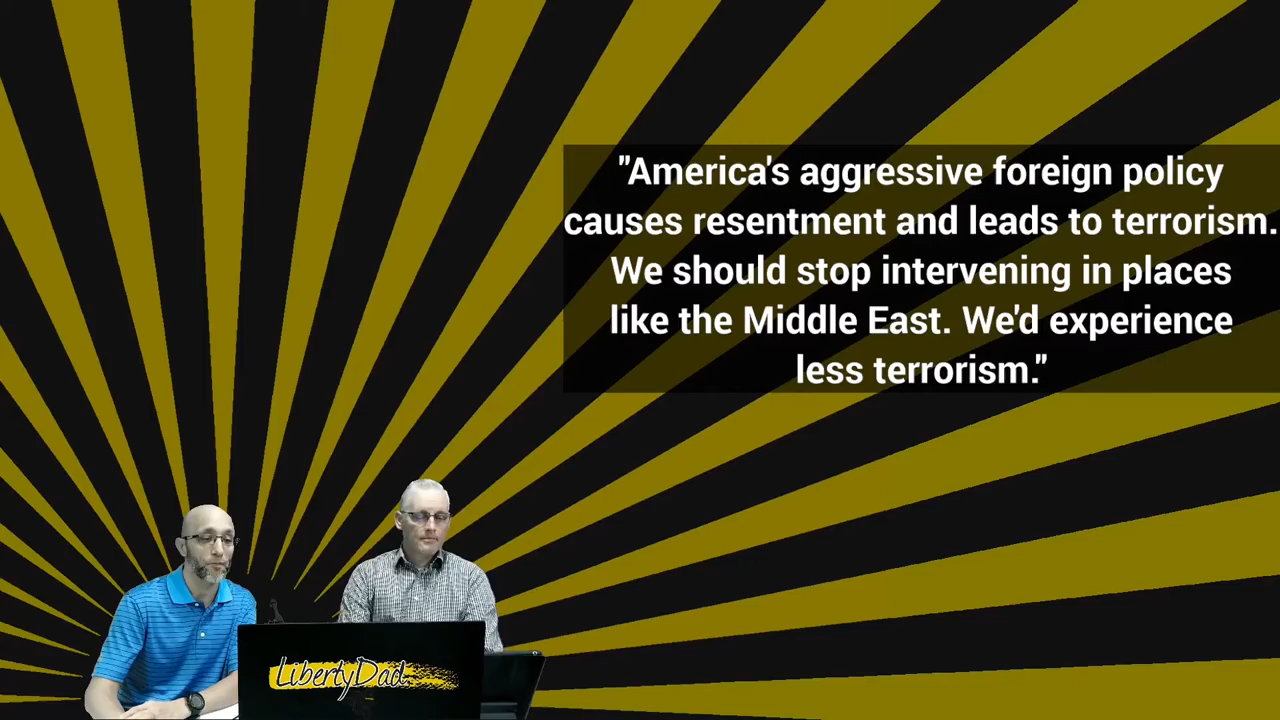 "America's aggressive foreign policy
causes resentment and leads to terrorism.
We should stop intervening in places
like the Middle East. We'd experience
less terrorism."
LibertyDad